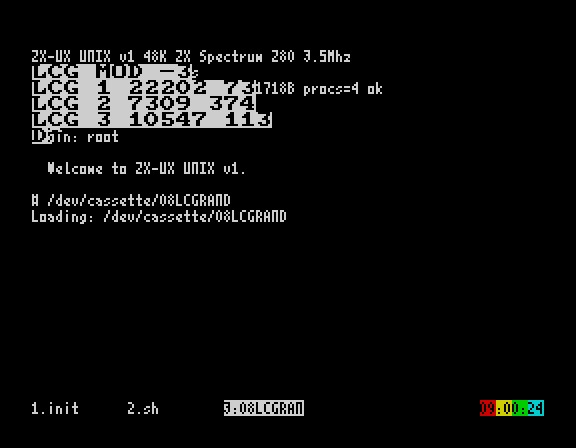 ZX-UX UNIX v1 48K ZX Spectrum Z80 3.5Mhz
LCG MOD -3s
LCG 1 22202 73 1718B procs=4 ok
LCG 2 7309 374
LCG 3 10547 113
Dgin: root
Welcome to ZX-UX UNIX v1.
# /dev/cassette/08LCGRAND
Loading: /dev/cassette/08LCGRAND
1.init 2.sh 3.08LCGRAN 09:00:24